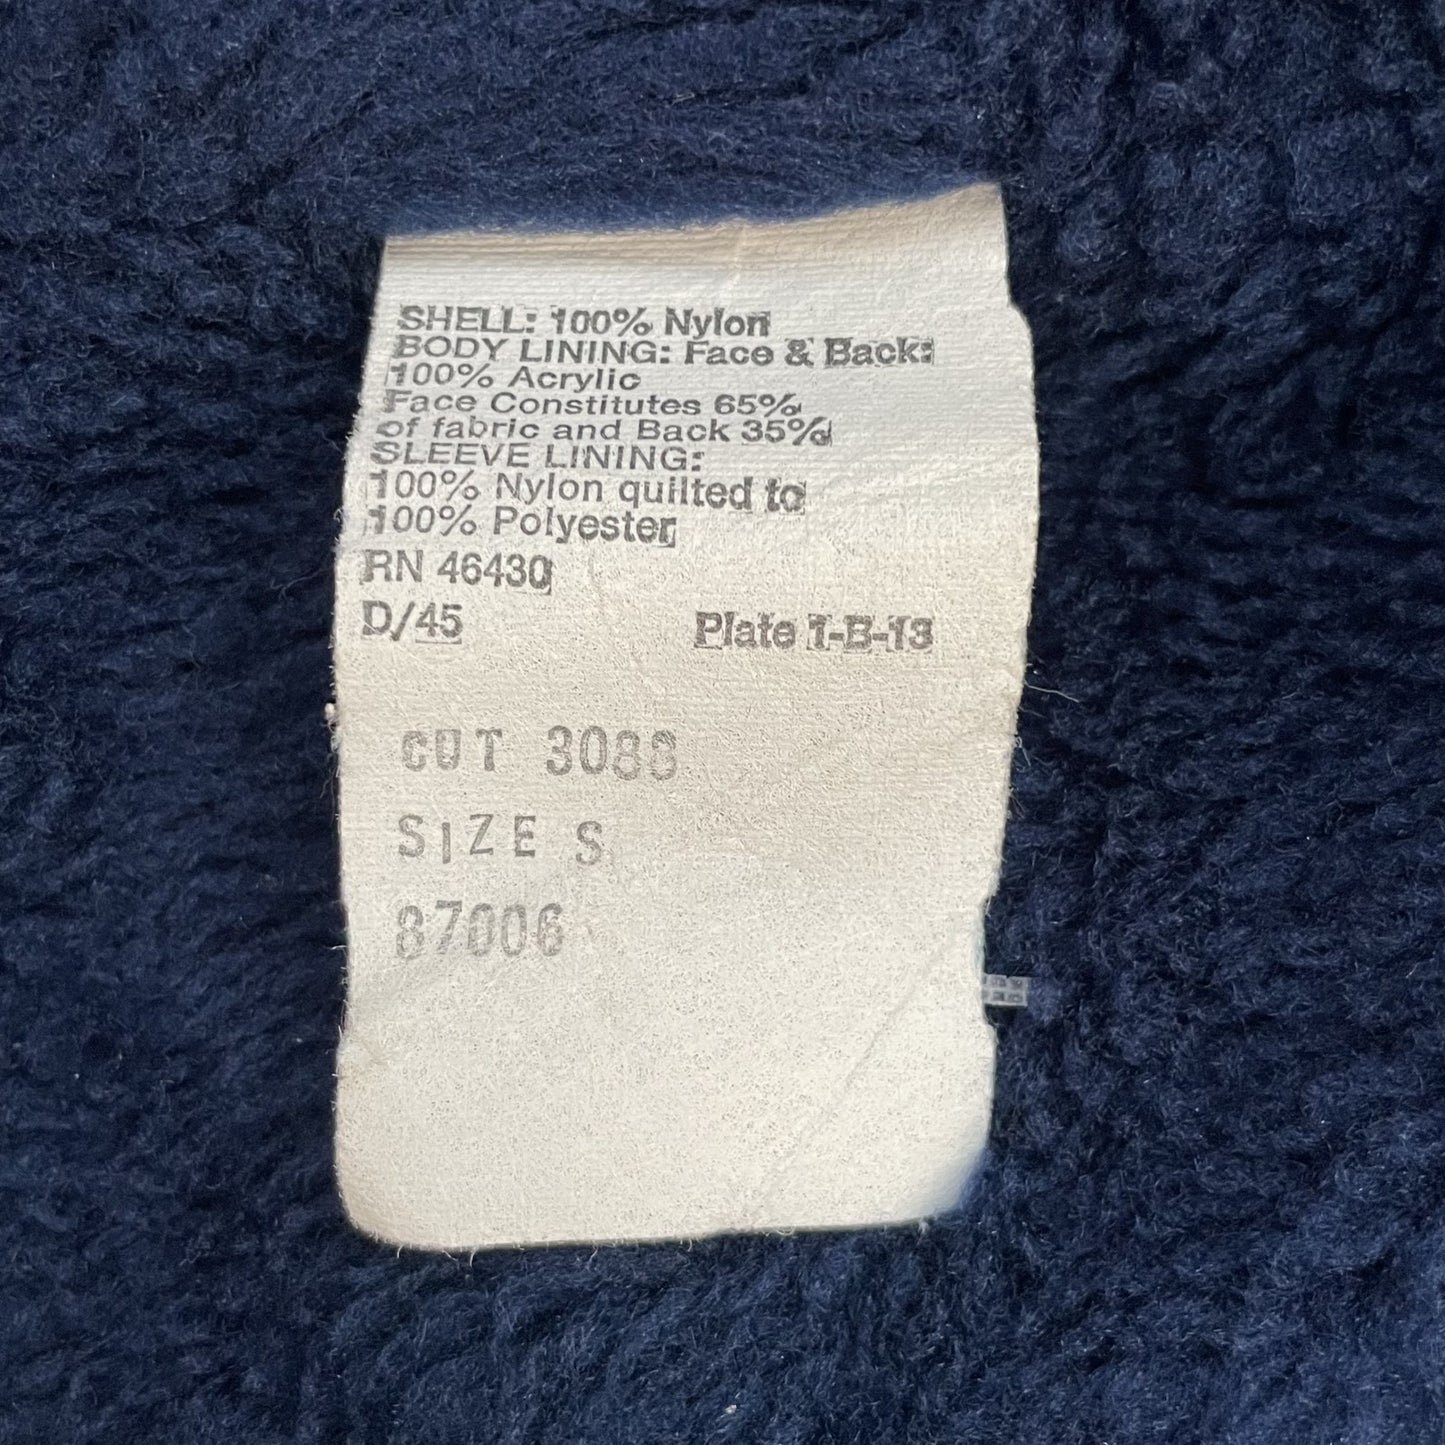 SHELL: 100% Nylon
BODY LINING: Face & Back:
100% Acrylic
Face Constitutes 65%
of fabric and Back 35%
SLEEVE LINING:
100% Nylon quilted to
100% Polyester
RN 46430
D/45 Plate 1-B-13
CUT 3088
SIZE S
87006